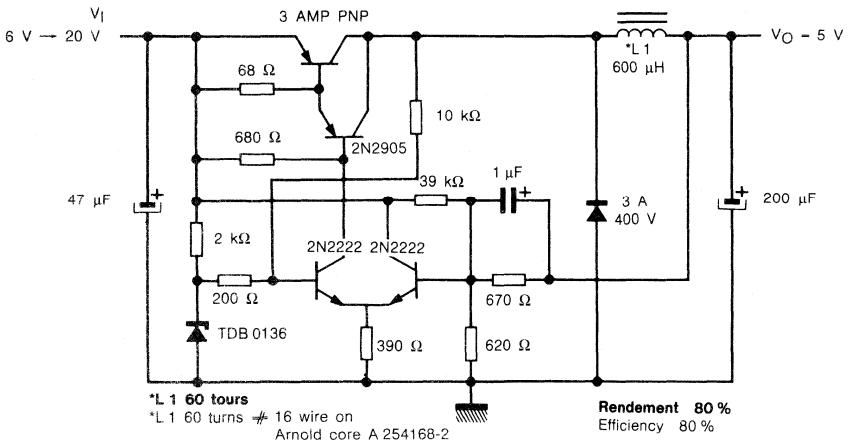 V_I
3 AMP PNP
6 V → 20 V
V_O – 5 V
*L 1
600 µH
68 Ω
10 kΩ
680 Ω
2N2905
1 µF
39 kΩ
47 µF
3 A
400 V
200 µF
2 kΩ
2N2222
2N2222
200 Ω
670 Ω
TDB 0136
390 Ω
620 Ω
*L 1 60 tours
*L 1 60 turns # 16 wire on
Arnold core A 254168-2
Rendement 80 %
Efficiency 80 %